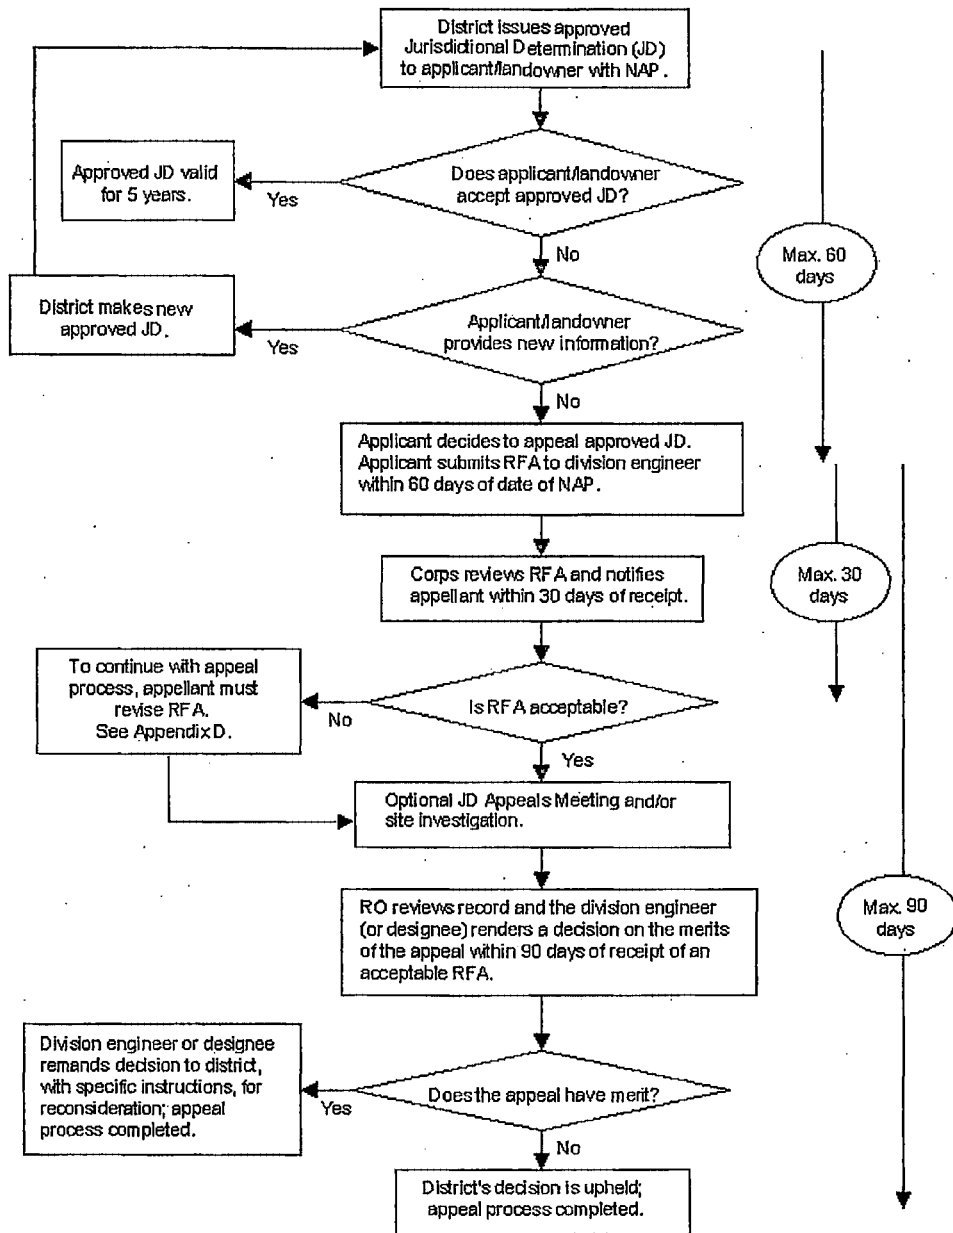 District issues approved
Jurisdictional Determination (JD)
to applicant/landowner with NAP.
Does applicant/landowner
accept approved JD?
Yes
Approved JD valid
for 5 years.
No
Max. 60
days
Applicant/landowner
provides new information?
Yes
District makes new
approved JD.
No
Applicant decides to appeal approved JD.
Applicant submits RFA to division engineer
within 60 days of date of NAP.
Corps reviews RFA and notifies
appellant within 30 days of receipt.
Max. 30
days
Is RFA acceptable?
No
To continue with appeal
process, appellant must
revise RFA.
See Appendix D.
Yes
Optional JD Appeals Meeting and/or
site investigation.
RO reviews record and the division engineer
(or designee) renders a decision on the merits
of the appeal within 90 days of receipt of an
acceptable RFA.
Max. 90
days
Does the appeal have merit?
Yes
Division engineer or designee
remands decision to district,
with specific instructions, for
reconsideration; appeal
process completed.
No
District's decision is upheld;
appeal process completed.